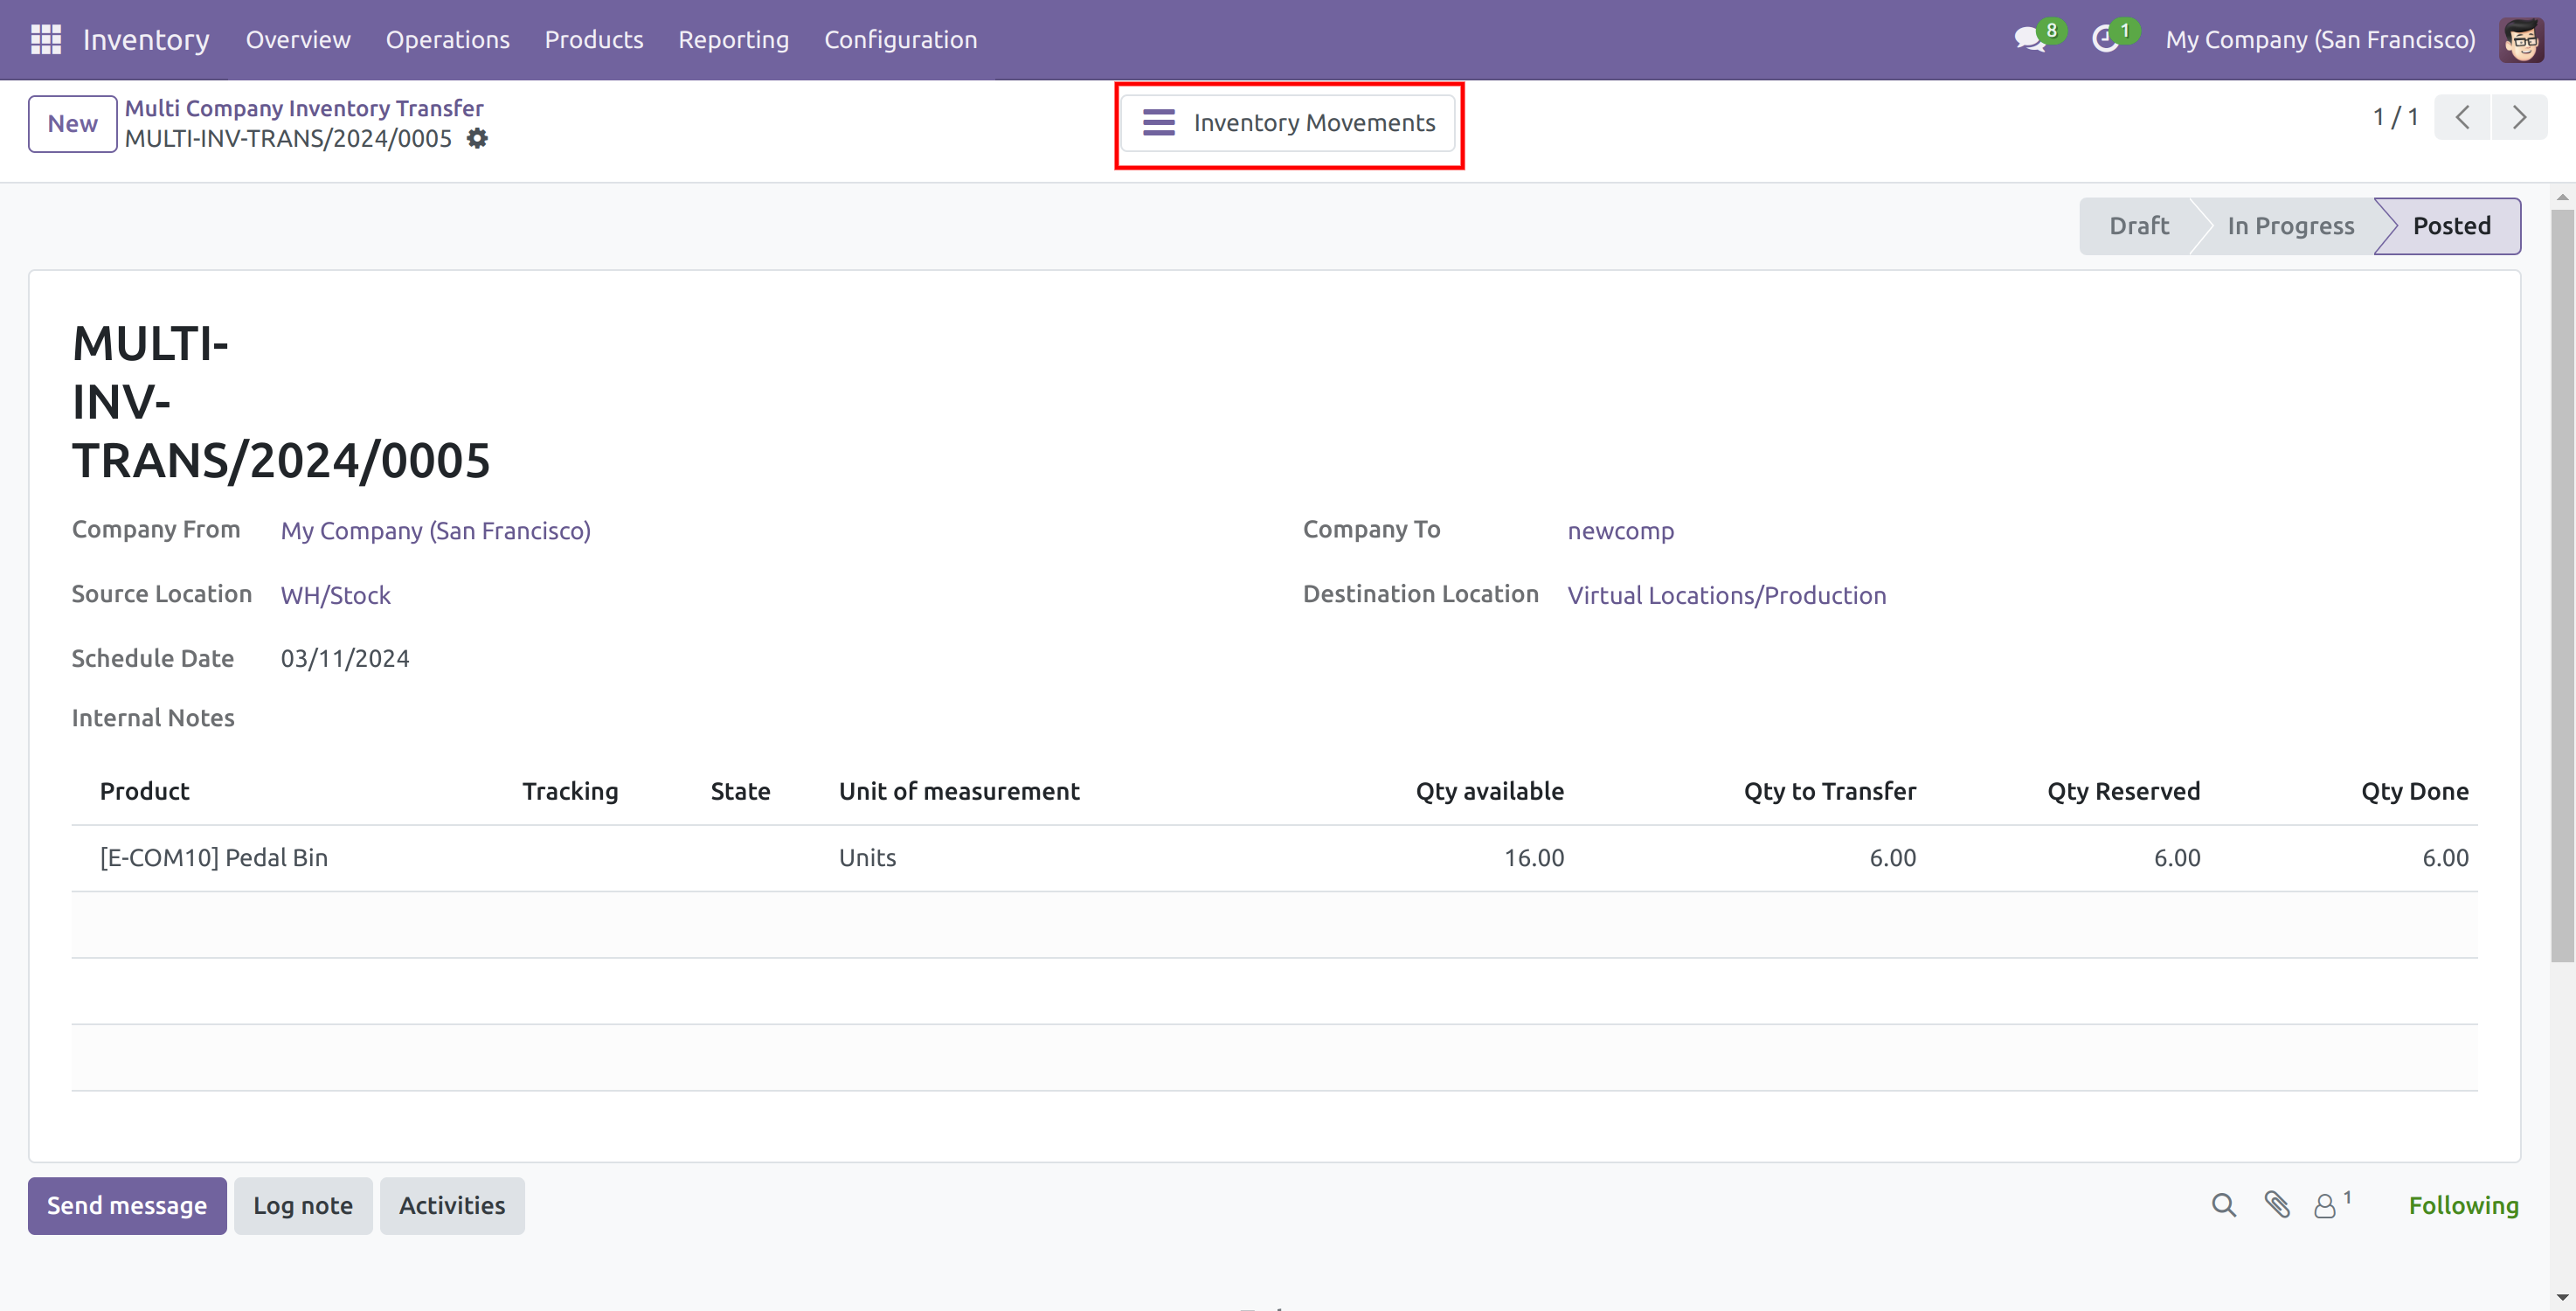 Inventory Overview Operations Products Reporting Configuration 8 1 My Company (San Francisco)
New Multi Company Inventory Transfer
MULTI-INV-TRANS/2024/0005
Inventory Movements
1 / 1
Draft In Progress Posted
MULTI-
INV-
TRANS/2024/0005
Company From My Company (San Francisco) Company To newcomp
Source Location WH/Stock Destination Location Virtual Locations/Production
Schedule Date 03/11/2024
Internal Notes
Product Tracking State Unit of measurement Qty available Qty to Transfer Qty Reserved Qty Done
[E-COM10] Pedal Bin Units 16.00 6.00 6.00 6.00
Send message Log note Activities 1 Following